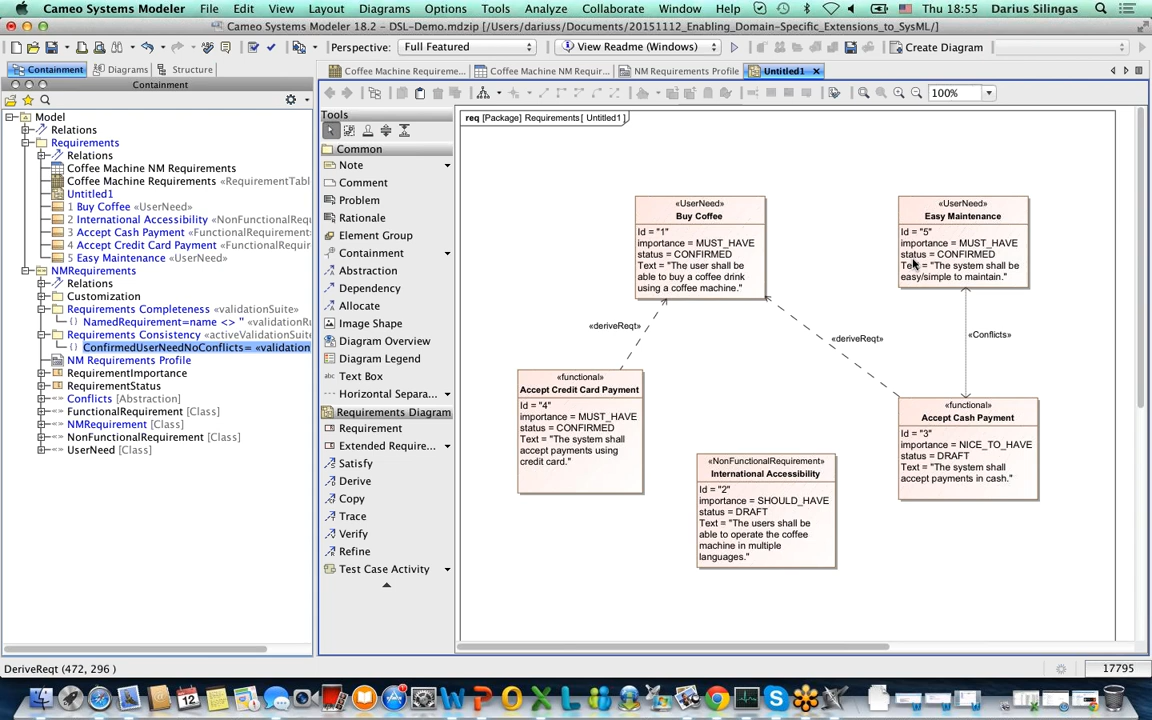 Cameo Systems Modeler File Edit View Layout Diagrams Options Tools Analyze Collaborate Window Help Thu 18:55 Darius Silingas
Cameo Systems Modeler 18.2 - DSL-Demo.mdzip [/Users/dariuss/Documents/20151112_Enabling_Domain-Specific_Extensions_to_SysML/]
Perspective: Full Featured View Readme (Windows) Create Diagram
Containment Diagrams Structure
Coffee Machine Requireme... Coffee Machine NM Requir... NM Requirements Profile Untitled1
Containment
100%
Model
Relations
Requirements
Relations
Coffee Machine NM Requirements
Coffee Machine Requirements «RequirementTabl
Untitled1
1 Buy Coffee «UserNeed»
2 International Accessibility «NonFunctionalReq
3 Accept Cash Payment «FunctionalRequirement
4 Accept Credit Card Payment «FunctionalRequir
5 Easy Maintenance «UserNeed»
NMRequirements
Relations
Customization
Requirements Completeness «validationSuite»
{} NamedRequirement=name <> '' «validationRu
Requirements Consistency «activeValidationSuite
{} ConfirmedUserNeedNoConflicts= «validation
NM Requirements Profile
RequirementImportance
RequirementStatus
Conflicts [Abstraction]
FunctionalRequirement [Class]
NMRequirement [Class]
NonFunctionalRequirement [Class]
UserNeed [Class]
Tools
Common
Note
Comment
Problem
Rationale
Element Group
Containment
Abstraction
Dependency
Allocate
Image Shape
Diagram Overview
Diagram Legend
abc Text Box
Horizontal Separa...
Requirements Diagram
Requirement
Extended Require...
Satisfy
Derive
Copy
Trace
Verify
Refine
Test Case Activity
req [Package] Requirements[ Untitled1 ]
«UserNeed»
Buy Coffee
Id = "1"
importance = MUST_HAVE
status = CONFIRMED
Text = "The user shall be
able to buy a coffee drink
using a coffee machine."
«UserNeed»
Easy Maintenance
Id = "5"
importance = MUST_HAVE
status = CONFIRMED
Text = "The system shall be
easy/simple to maintain."
«deriveReqt»
«deriveReqt»
«Conflicts»
«functional»
Accept Credit Card Payment
Id = "4"
importance = MUST_HAVE
status = CONFIRMED
Text = "The system shall
accept payments using
credit card."
«NonFunctionalRequirement»
International Accessibility
Id = "2"
importance = SHOULD_HAVE
status = DRAFT
Text = "The users shall be
able to operate the coffee
machine in multiple
languages."
«functional»
Accept Cash Payment
Id = "3"
importance = NICE_TO_HAVE
status = DRAFT
Text = "The system shall
accept payments in cash."
DeriveReqt (472, 296 )
17795